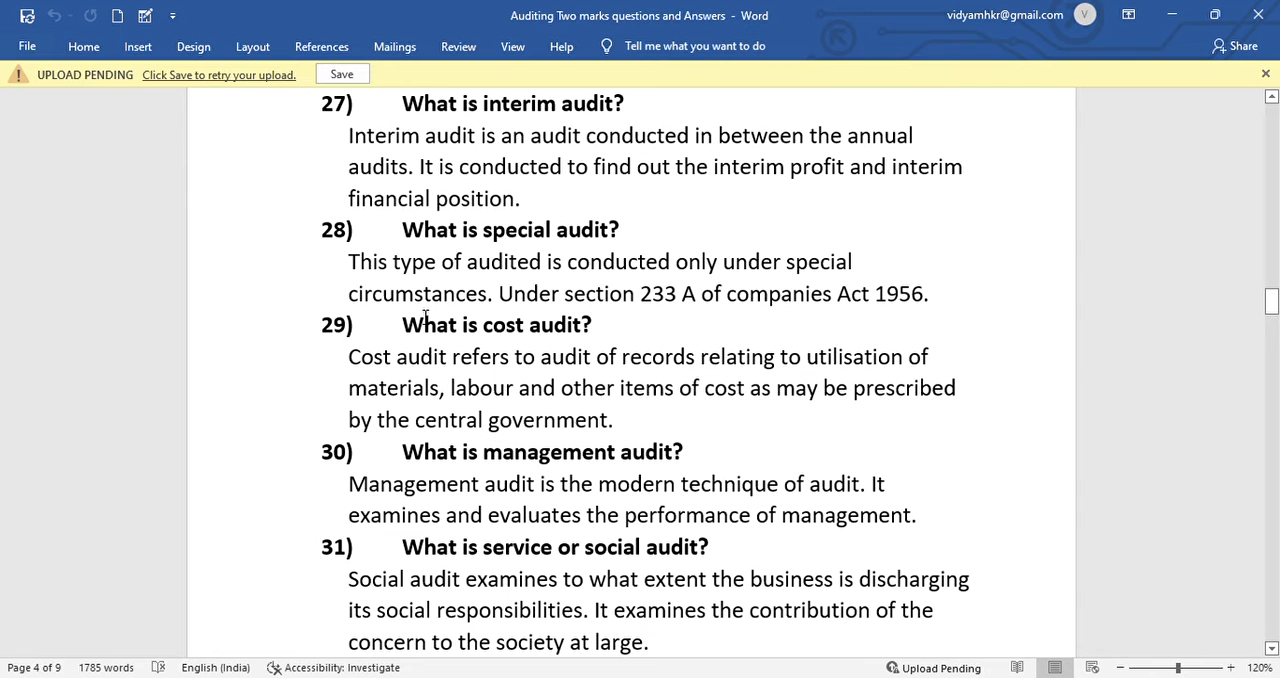 Auditing Two marks questions and Answers - Word
vidyamhkr@gmail.com
V
File Home Insert Design Layout References Mailings Review View Help Tell me what you want to do Share
UPLOAD PENDING Click Save to retry your upload. Save
27) What is interim audit?
Interim audit is an audit conducted in between the annual
audits. It is conducted to find out the interim profit and interim
financial position.
28) What is special audit?
This type of audited is conducted only under special
circumstances. Under section 233 A of companies Act 1956.
29) What is cost audit?
Cost audit refers to audit of records relating to utilisation of
materials, labour and other items of cost as may be prescribed
by the central government.
30) What is management audit?
Management audit is the modern technique of audit. It
examines and evaluates the performance of management.
31) What is service or social audit?
Social audit examines to what extent the business is discharging
its social responsibilities. It examines the contribution of the
concern to the society at large.
Page 4 of 9 1785 words English (India) Accessibility: Investigate Upload Pending 120%